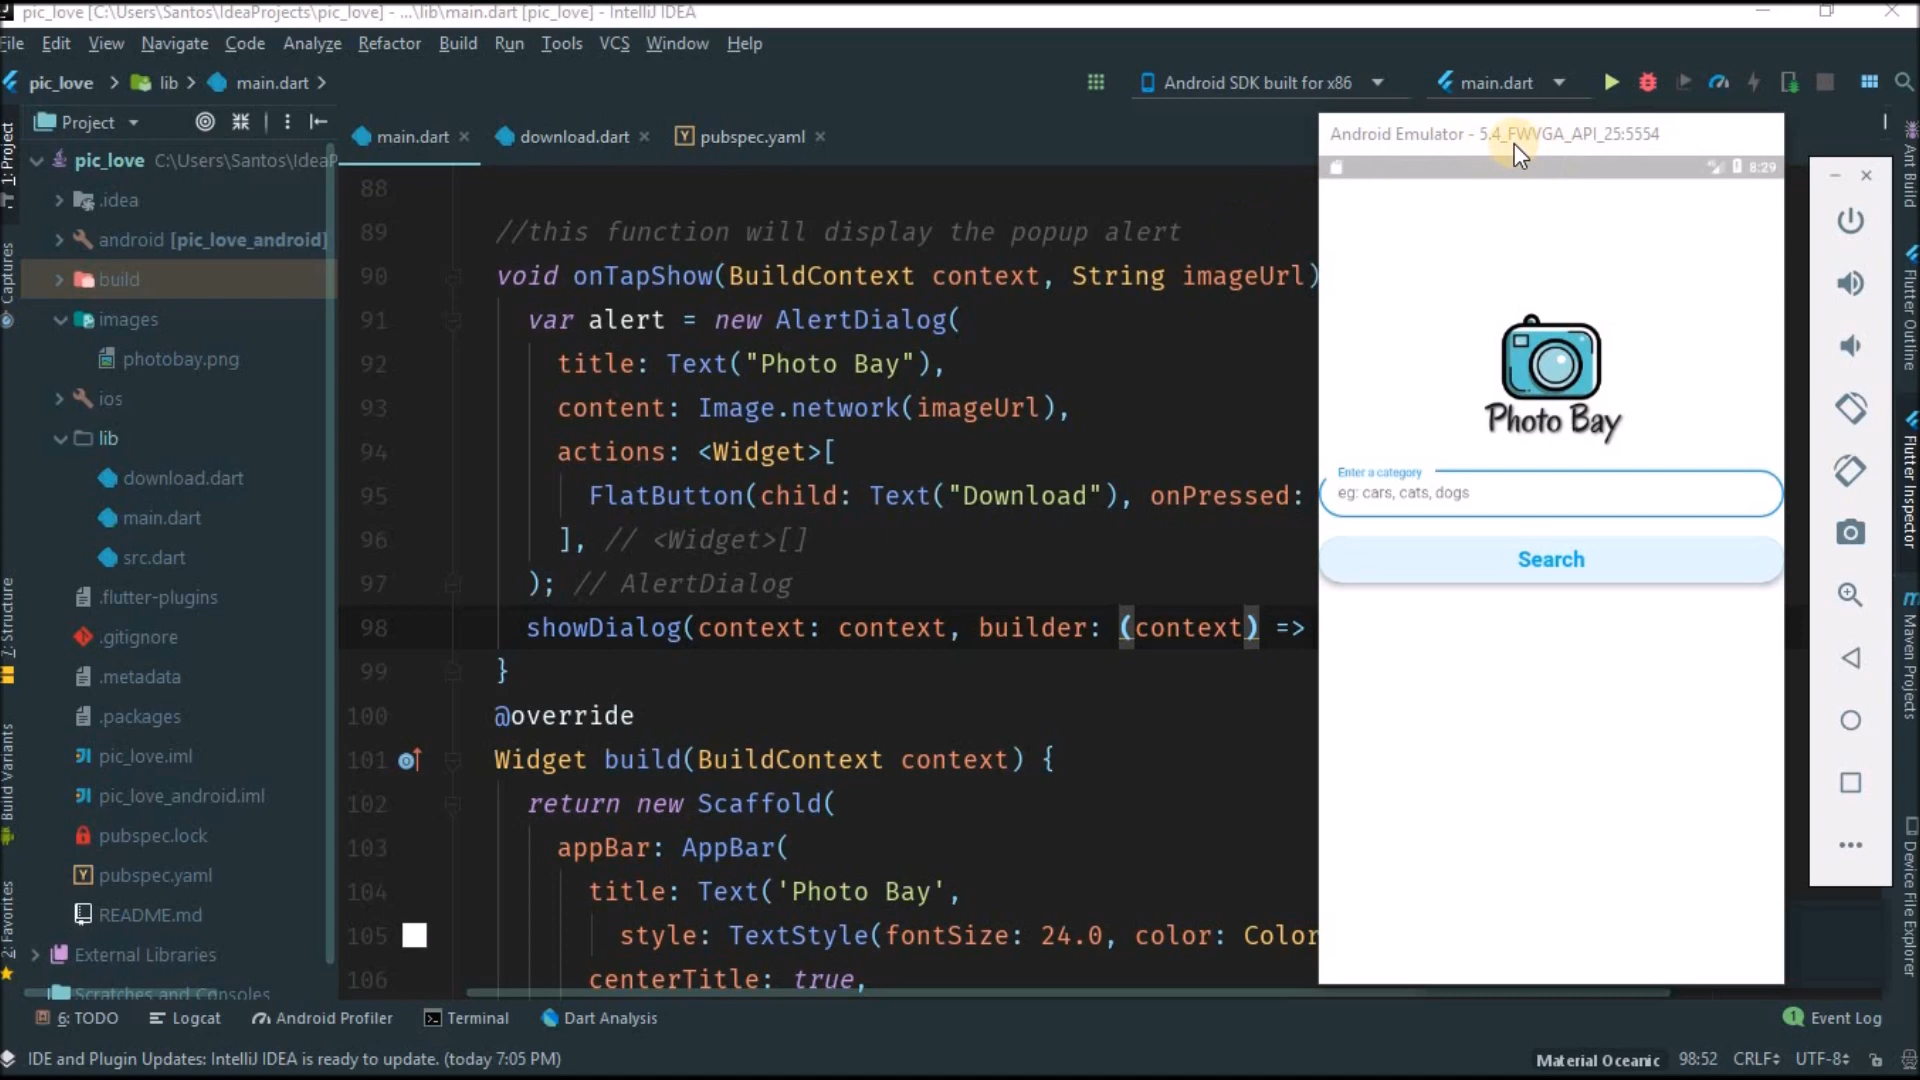 pic_love [C:\Users\Santos\IdeaProjects\pic_love] - ...\lib\main.dart [pic_love] - IntelliJ IDEA
File Edit View Navigate Code Analyze Refactor Build Run Tools VCS Window Help
pic_love lib main.dart
Android SDK built for x86
main.dart
Project
main.dart
download.dart
pubspec.yaml
1: Project
Captures
7: Structure
Build Variants
2: Favorites
pic_love C:\Users\Santos\IdeaP
.idea
android [pic_love_android]
build
images
photobay.png
ios
lib
download.dart
main.dart
src.dart
.flutter-plugins
.gitignore
.metadata
.packages
pic_love.iml
pic_love_android.iml
pubspec.lock
pubspec.yaml
README.md
External Libraries
Scratches and Consoles
88
89 //this function will display the popup alert
90 void onTapShow(BuildContext context, String imageUrl)
91 var alert = new AlertDialog(
92 title: Text("Photo Bay"),
93 content: Image.network(imageUrl),
94 actions: <Widget>[
95 FlatButton(child: Text("Download"), onPressed:
96 ], // <Widget>[]
97 ); // AlertDialog
98 showDialog(context: context, builder: (context) =>
99 }
100 @override
101 Widget build(BuildContext context) {
102 return new Scaffold(
103 appBar: AppBar(
104 title: Text('Photo Bay',
105 style: TextStyle(fontSize: 24.0, color: Color
106 centerTitle: true,
Android Emulator - 5.4_FWVGA_API_25:5554
8:29
Photo Bay
Enter a category
eg: cars, cats, dogs
Search
Ant Build
Flutter Outline
Flutter Inspector
Maven Projects
Device File Explorer
6: TODO Logcat Android Profiler Terminal Dart Analysis
1 Event Log
IDE and Plugin Updates: IntelliJ IDEA is ready to update. (today 7:05 PM)
Material Oceanic 98:52 CRLF UTF-8